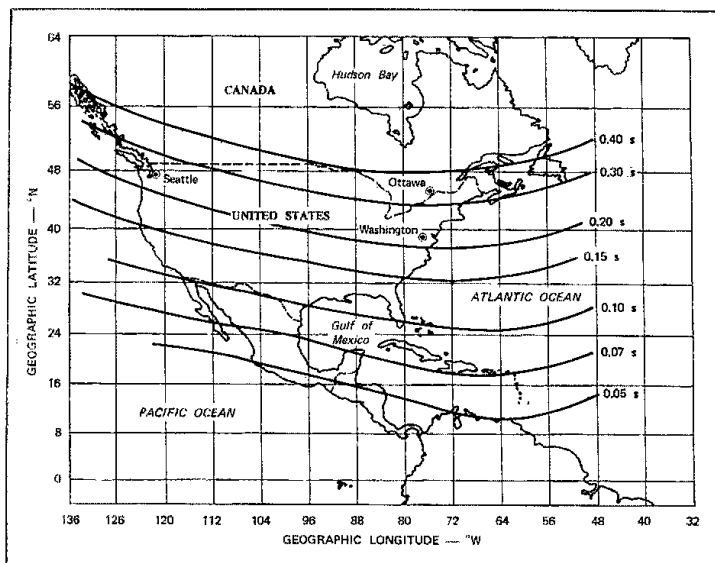 64
Hudson Bay
CANADA
56
0.40 s
48
0.30 s
Seattle
Ottawa
UNITED STATES
0.20 s
Washington
40
0.15 s
32
ATLANTIC OCEAN
0.10 s
Gulf of
Mexico
24
0.07 s
16
0.05 s
PACIFIC OCEAN
8
0
136 126 120 112 104 96 88 80 72 64 56 48 38 32
GEOGRAPHIC LONGITUDE — °W
GEOGRAPHIC LATITUDE — °N